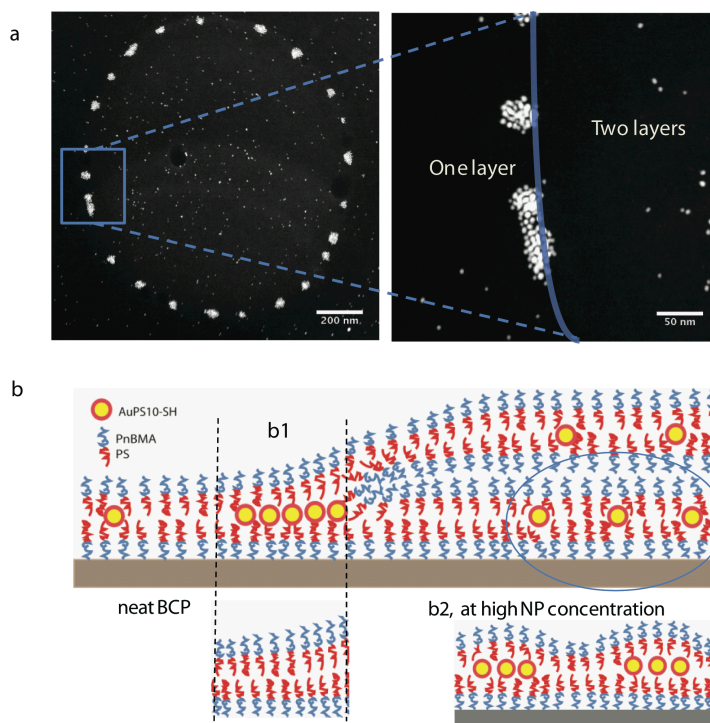 a
One layer
Two layers
200 nm
50 nm
b
AuPS10-SH
PnBMA
PS
b1
neat BCP
b2, at high NP concentration